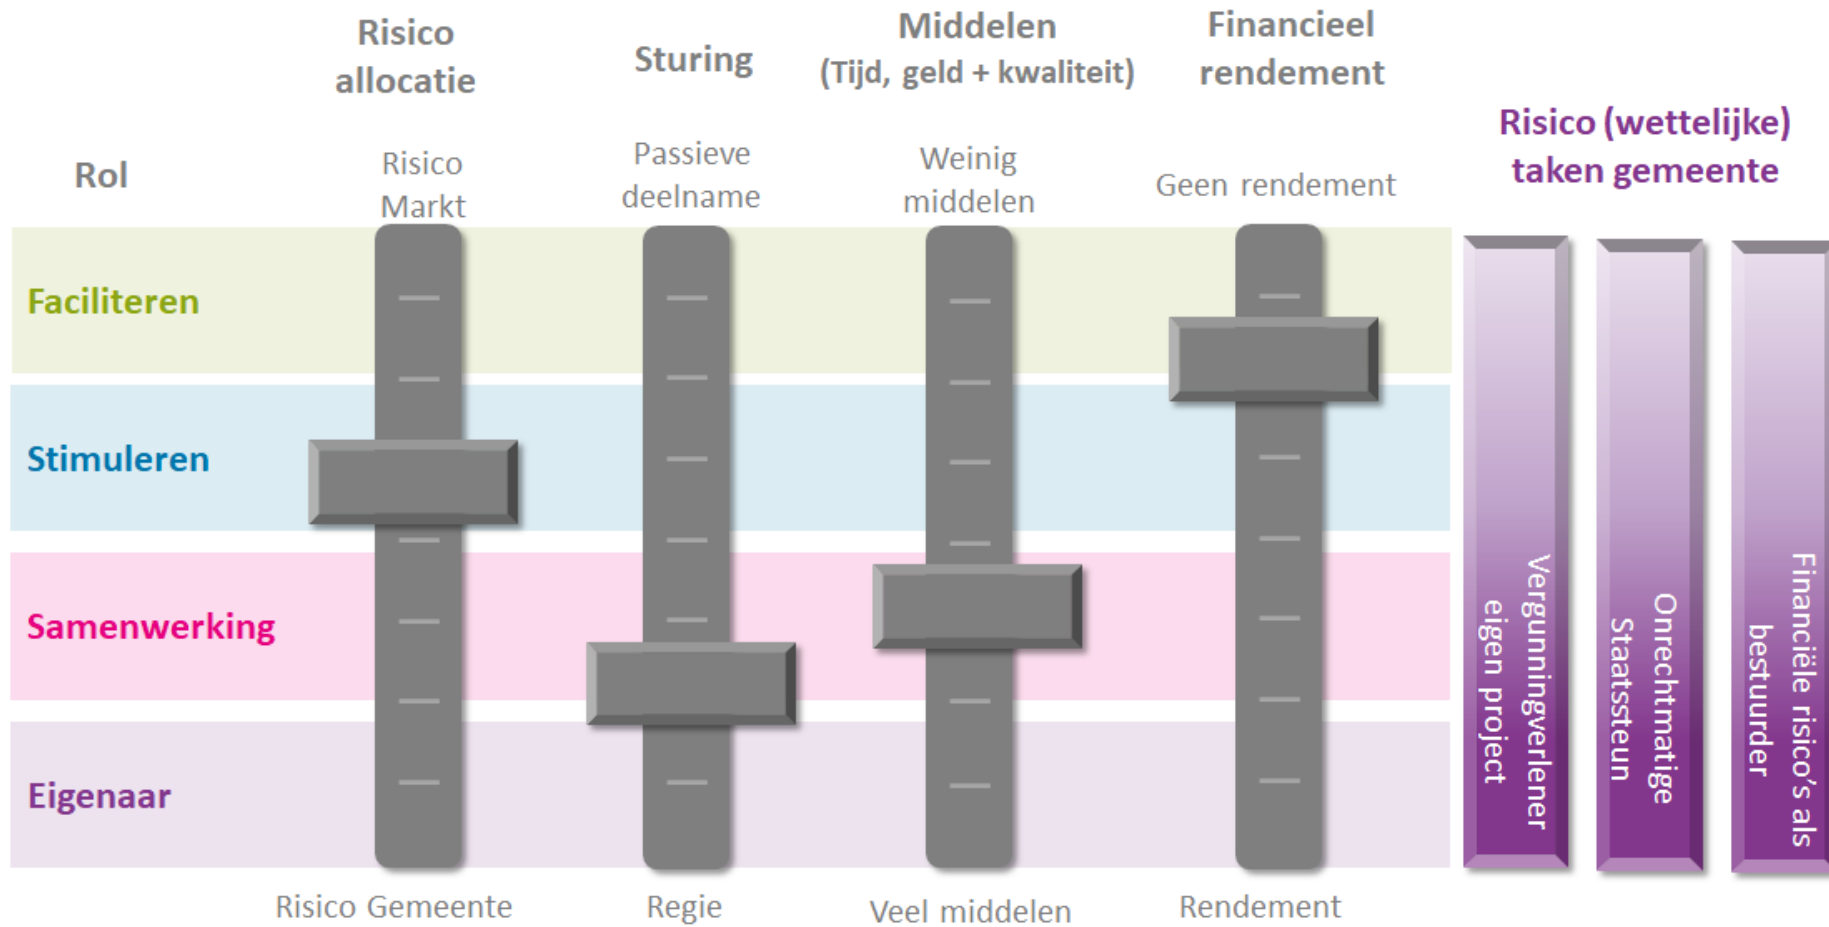 Risico
allocatie
Sturing
Middelen
(Tijd, geld + kwaliteit)
Financieel
rendement
Risico (wettelijke)
taken gemeente
Rol
Risico
Markt
Passieve
deelname
Weinig
middelen
Geen rendement
Faciliteren
Stimuleren
Samenwerking
Eigenaar
Risico Gemeente
Regie
Veel middelen
Rendement
Vergunningverlener
eigen project
Onrechtmatige
Staatssteun
Financiële risico's als
bestuurder